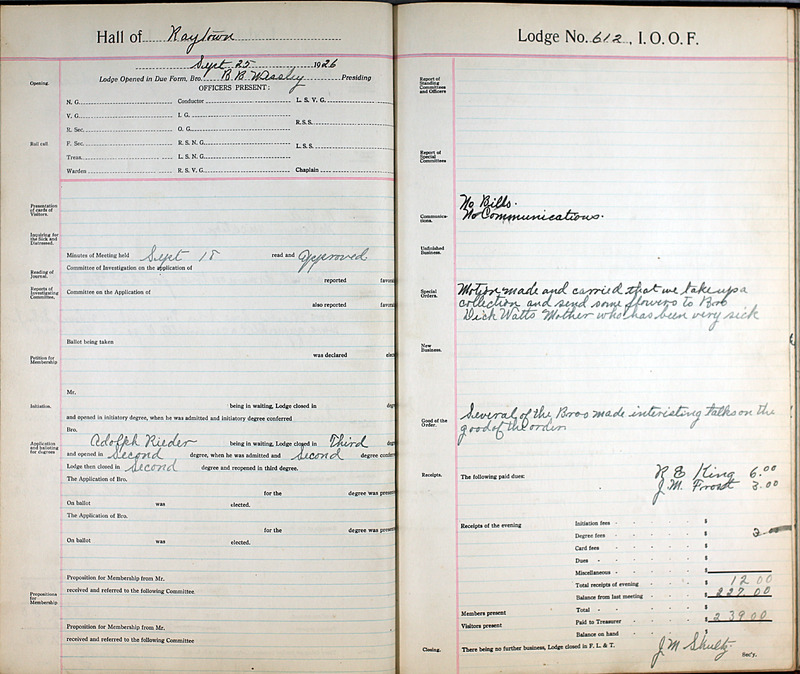 Hall of Raytown
Sept 25 1926
Opening.
Lodge Opened in Due Form, Bro. B B Presiding
OFFICERS PRESENT:
N. G. Conductor L. S. V. G.
V. G. I. G. R.S.S.
R. Sec. O. G.
Roll call F. Sec. R. S. N. G. L.S.S.
Treas. L. S. N. G.
Warden R. S. V. G. Chaplain
Presentation of cards of Visitors.
Inquiring for the Sick and Distressed.
Minutes of Meeting held Sept 18 read and approved
Reading of Journal.
Committee of Investigation on the application of
reported favor
Reports of Investigating Committee.
Committee on the Application of
also reported favor
Ballot being taken
Petition for Membership
was declared elec
Mr.
Initiation.
being in waiting, Lodge closed in deg
and opened in initiatory degree, when he was admitted and initiatory degree conferred
Bro.
Application and balloting for degrees
Adolph Rieder being in waiting, Lodge closed in Third deg
and opened in Second degree, when he was admitted and Second degree confe
Lodge then closed in Second degree and reopened in third degree.
The Application of Bro.
for the degree was presen
On ballot was elected.
The Application of Bro.
for the degree was presen
On ballot was elected.
Proposition for Membership from Mr.
Propositions for Membership
received and referred to the following Committee
Proposition for Membership from Mr.
received and referred to the following Committee
Lodge No. 612, I. O. O. F.
Report of Standing Committees and Officers
Report of Special Committees
No Bills.
Communications.
No Communications.
Unfinished Business.
Special Orders.
Motion made and carried that we take up a
collection and send some flowers to Bro
Dick Watts Mother who has been very sick
New Business.
Good of the Order.
Several of the Bros made interisting talks on the
good of the order
Receipts.
The following paid dues: R E King 6.00
J.M. Frost 3.00
Receipts of the evening Initiation fees $
Degree fees $ 3
Card fees $
Dues $
Miscellaneous $
Total receipts of evening $ 12 00
Balance from last meeting $ 227 00
Members present Total $
Visitors present Paid to Treasurer $ 239 00
Balance on hand $
Closing.
There being no further business, Lodge closed in F. L. & T. J M Shultz Sec'y.